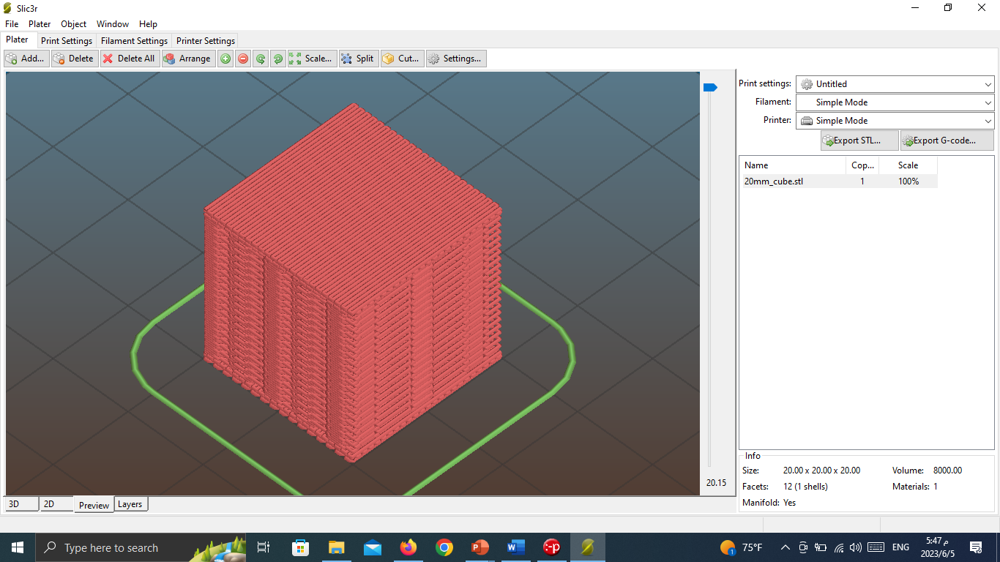 Slic3r
File Plater Object Window Help
Plater Print Settings Filament Settings Printer Settings
Add... Delete Delete All Arrange Scale... Split Cut... Settings...
Print settings: Untitled
Filament: Simple Mode
Printer: Simple Mode
Export STL... Export G-code...
Name Cop... Scale
20mm_cube.stl 1 100%
20.15
Info
Size: 20.00 x 20.00 x 20.00 Volume: 8000.00
Facets: 12 (1 shells) Materials: 1
Manifold: Yes
3D 2D Preview Layers
Type here to search
75°F ENG
5:47 م
2023/6/5